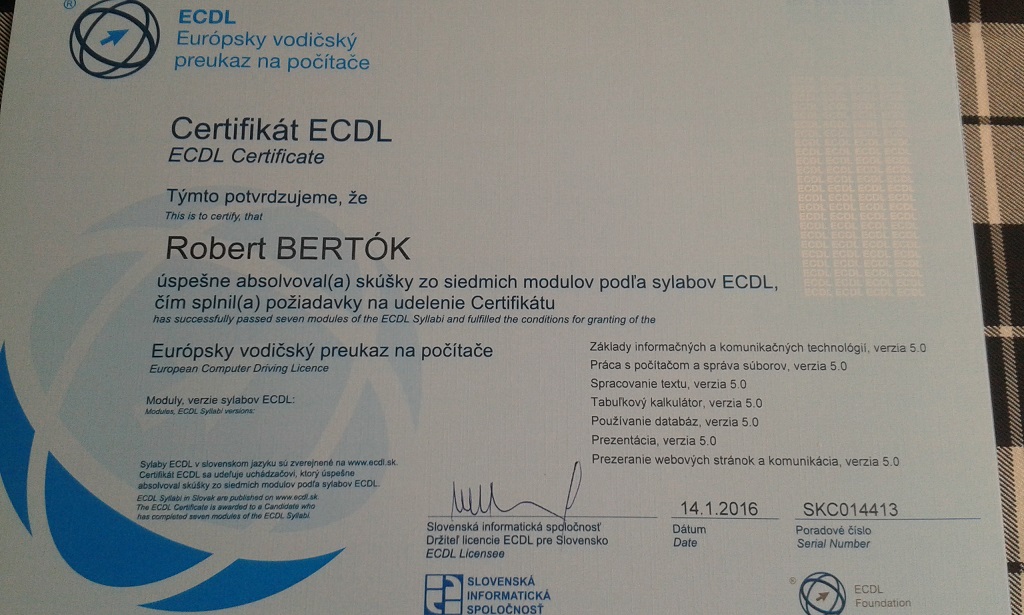 ®
ECDL
Európsky vodičský
preukaz na počítače
Certifikát ECDL
ECDL Certificate
Týmto potvrdzujeme, že
This is to certify, that
Robert BERTÓK
úspešne absolvoval(a) skúšky zo siedmich modulov podľa sylabov ECDL,
čím splnil(a) požiadavky na udelenie Certifikátu
has successfully passed seven modules of the ECDL Syllabi and fulfilled the conditions for granting of the
Európsky vodičský preukaz na počítače
European Computer Driving Licence
Moduly, verzie sylabov ECDL:
Modules, ECDL Syllabi versions:
Základy informačných a komunikačných technológií, verzia 5.0
Práca s počítačom a správa súborov, verzia 5.0
Spracovanie textu, verzia 5.0
Tabuľkový kalkulátor, verzia 5.0
Používanie databáz, verzia 5.0
Prezentácia, verzia 5.0
Prezeranie webových stránok a komunikácia, verzia 5.0
Sylaby ECDL v slovenskom jazyku sú zverejnené na www.ecdl.sk.
Certifikát ECDL sa udeľuje uchádzačovi, ktorý úspešne
absolvoval skúšky zo siedmich modulov podľa sylabov ECDL.
ECDL Syllabi in Slovak are published on www.ecdl.sk.
The ECDL Certificate is awarded to a Candidate who
has completed seven modules of the ECDL Syllabi.
Slovenská informatická spoločnosť
Držiteľ licencie ECDL pre Slovensko
ECDL Licensee
14.1.2016
Dátum
Date
SKC014413
Poradové číslo
Serial Number
SLOVENSKÁ
INFORMATICKÁ
SPOLOČNOSŤ
®
ECDL
Foundation